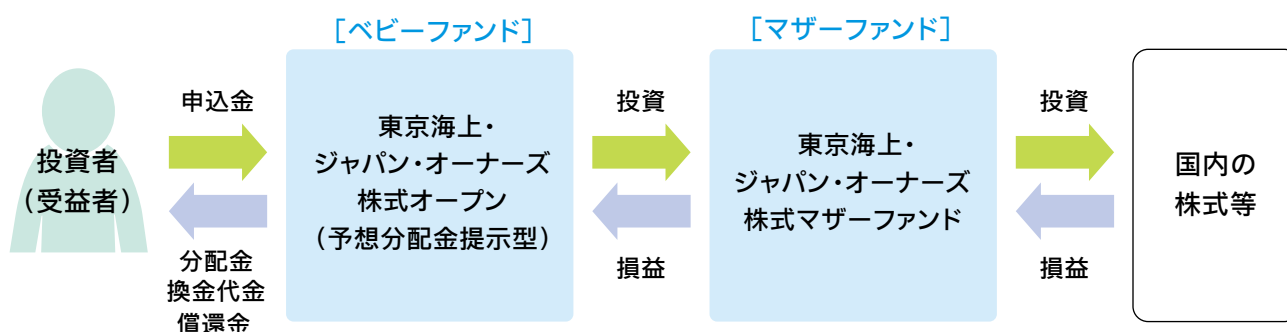 [ベビーファンド]
[マザーファンド]
投資者
（受益者）
申込金
分配金
換金代金
償還金
東京海上・
ジャパン・オーナーズ
株式オープン
（予想分配金提示型）
投資
損益
東京海上・
ジャパン・オーナーズ
株式マザーファンド
投資
損益
国内の
株式等